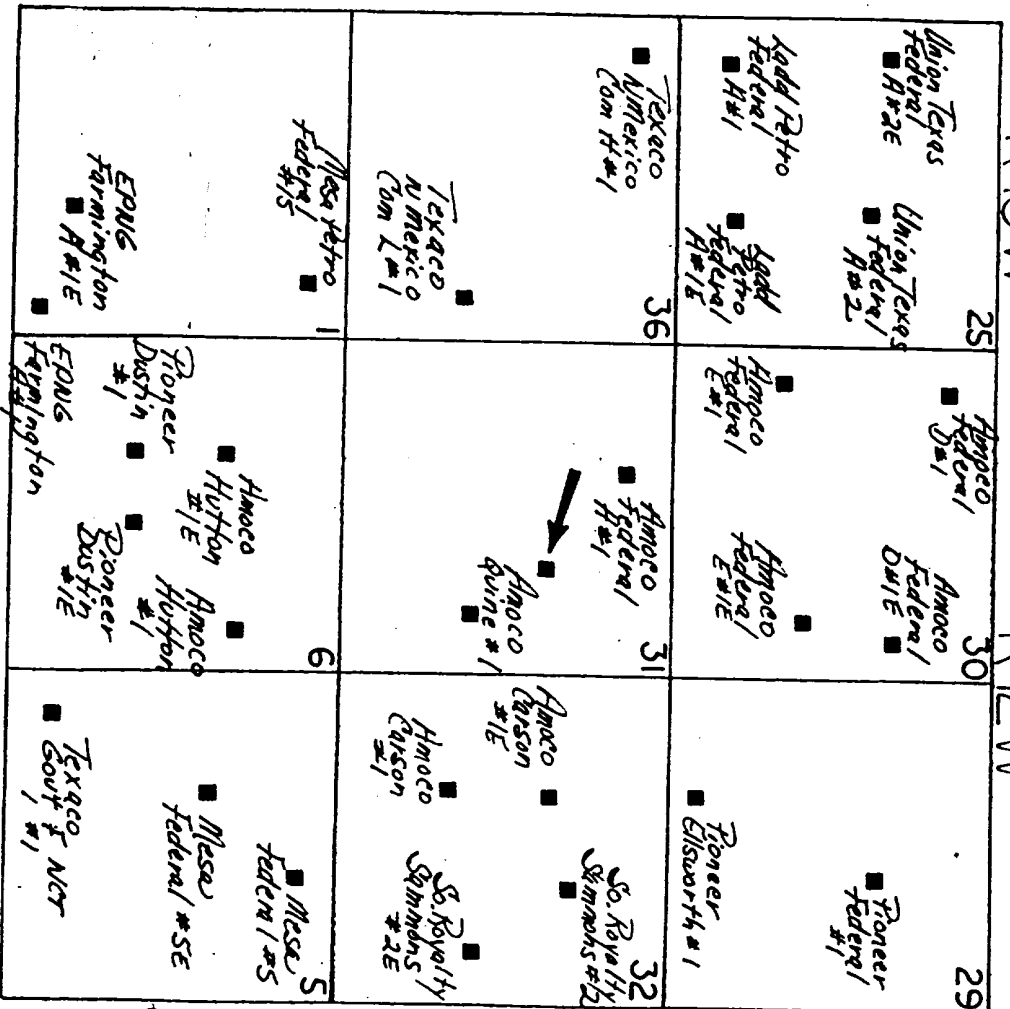 25
Union Texas
Federal
A#2E
Union Texas
Federal
A#2
Ladd Petro
Federal
A#1
Ladd
Petro
Federal
A#1E
30
Amoco
Federal
D#1
Amoco
Federal
D#1E
Amoco
Federal
E#1
Amoco
Federal
E#1E
29
Pioneer
Federal
#1
Pioneer
Ellsworth #1
36
Texaco
N Mexico
Com H#1
Texaco
N Mexico
Com L#1
31
Amoco
Federal
A#1
Amoco
Quine #1
32
Amoco
Carson
#1E
Amoco
Carson
#1
So. Royalty
Sammons #2
So. Royalty
Sammons
#2E
1
Mesa Petro
Federal
#15
EPNG
Farmington
A#1E
6
Amoco
Hutton
#1E
Amoco
Hutton
#1
Pioneer
Dustin
#1
Pioneer
Dustin
#1E
EPNG
Farmington
5
Mesa
Federal #5
Mesa
Federal #5E
Texaco
Govt
NCT
#1